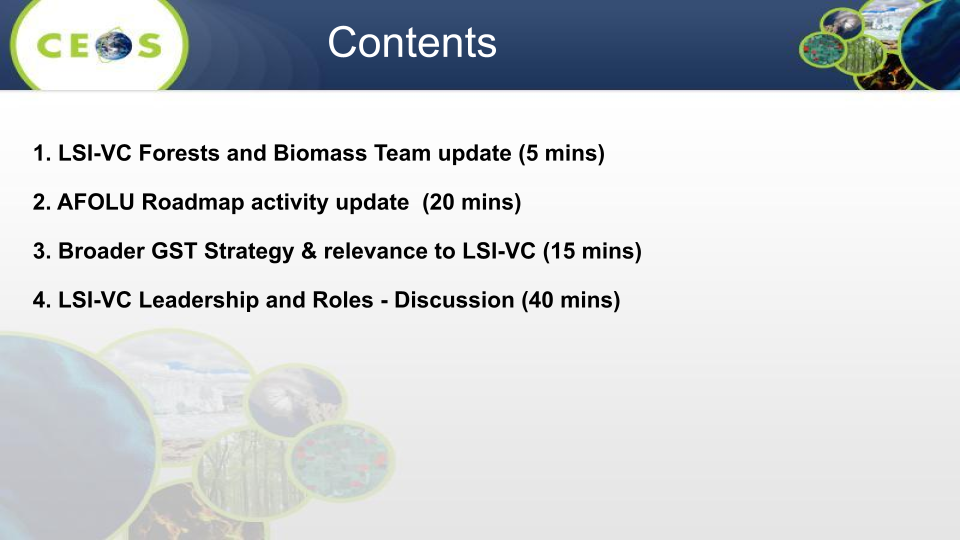 CEOS
Contents
1. LSI-VC Forests and Biomass Team update (5 mins)
2. AFOLU Roadmap activity update  (20 mins)
3. Broader GST Strategy & relevance to LSI-VC (15 mins)
4. LSI-VC Leadership and Roles - Discussion (40 mins)